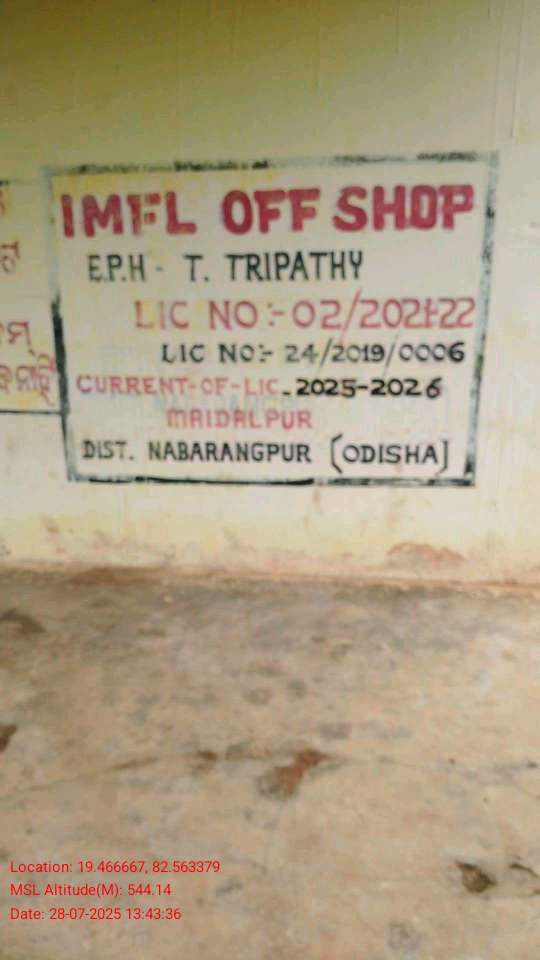 IMFL OFF SHOP
E.P.H - T. TRIPATHY
LIC NO:- 02/2021-22
LIC NO:- 24/2019/0006
CURRENT-OF-LIC.-2025-2026
MAIDALPUR
DIST. NABARANGPUR [ODISHA]
Location: 19.466667, 82.563379
MSL Altitude(M): 544.14
Date: 28-07-2025 13:43:36